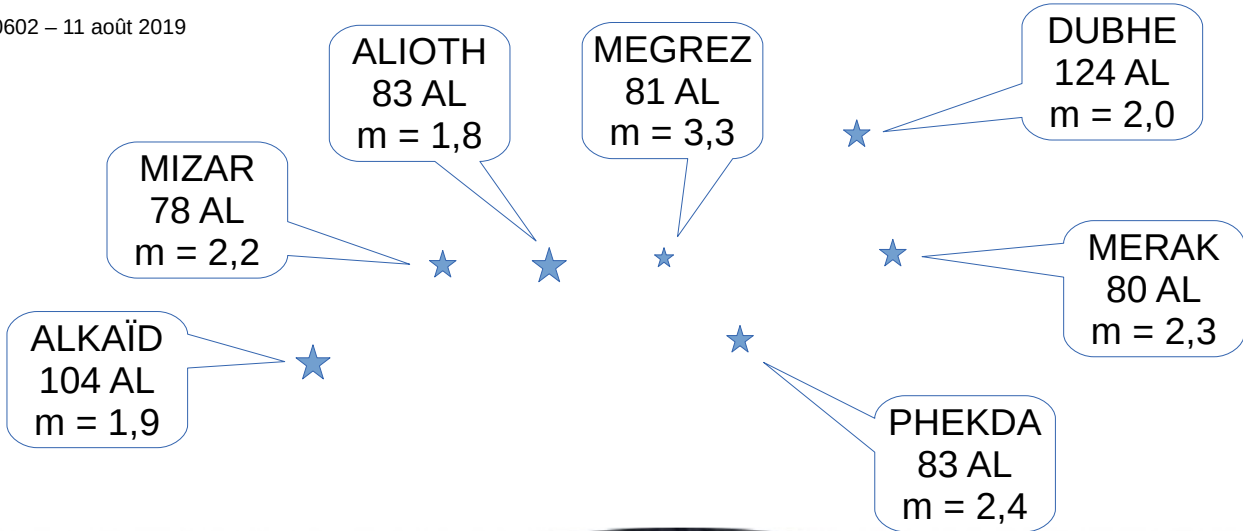 0602 – 11 août 2019
ALIOTH
83 AL
m = 1,8
MEGREZ
81 AL
m = 3,3
DUBHE
124 AL
m = 2,0
MIZAR
78 AL
m = 2,2
MERAK
80 AL
m = 2,3
ALKAÏD
104 AL
m = 1,9
PHEKDA
83 AL
m = 2,4